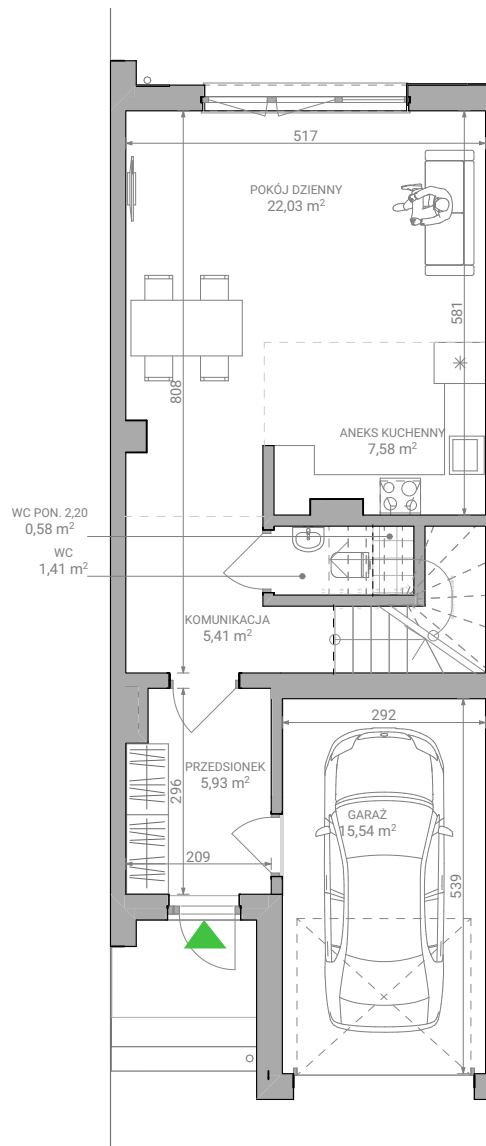 517
POKÓJ DZIENNY
22,03 m²
581
808
ANEKS KUCHENNY
7,58 m²
WC PON. 2,20
0,58 m²
WC
1,41 m²
KOMUNIKACJA
5,41 m²
292
PRZEDSIONEK
5,93 m²
296
GARAŻ
15,54 m²
209
539